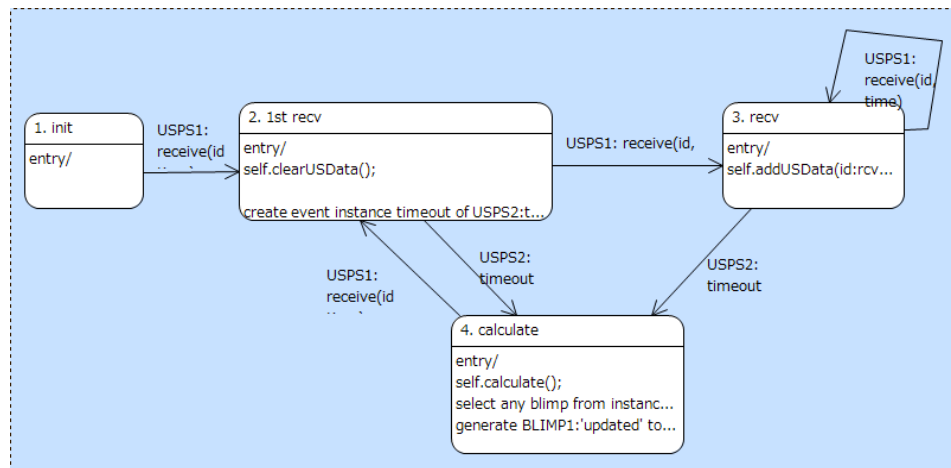 1. init
entry/
USPS1:
receive(id
2. 1st recv
entry/
self.clearUSData();
create event instance timeout of USPS2:t...
USPS1: receive(id,
3. recv
entry/
self.addUSData(id:rcv...
USPS1:
receive(id,
time)
USPS1:
receive(id
USPS2:
timeout
USPS2:
timeout
4. calculate
entry/
self.calculate();
select any blimp from instanc...
generate BLIMP1:'updated' to...